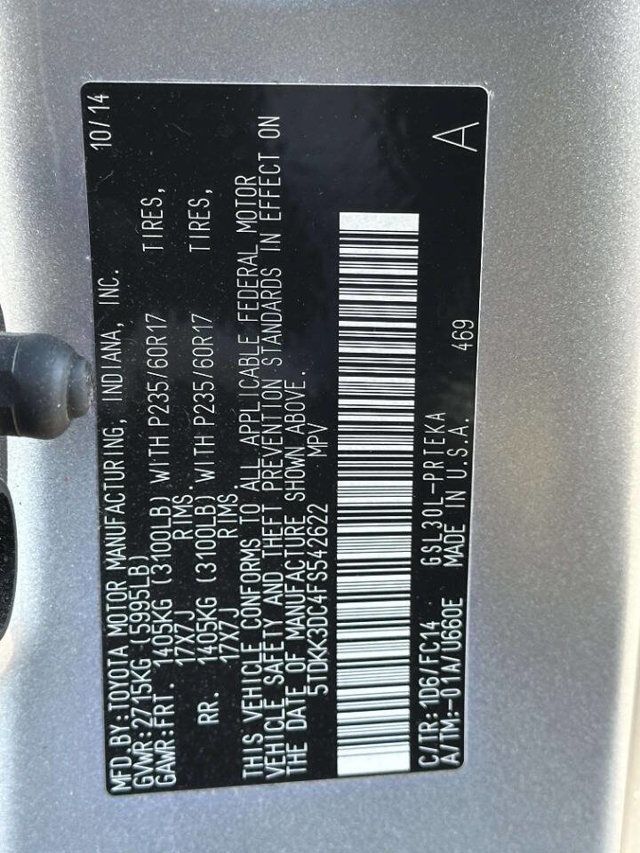 MFD.BY:TOYOTA MOTOR MANUFACTURING, INDIANA, INC. 10/14
GVWR:2715KG (5995LB)
GAWR:FRT. 1405KG (3100LB) WITH P235/60R17 TIRES,
17X7J RIMS.
RR. 1405KG (3100LB) WITH P235/60R17 TIRES,
17X7J RIMS.
THIS VEHICLE CONFORMS TO ALL APPLICABLE FEDERAL MOTOR
VEHICLE SAFETY AND THEFT PREVENTION STANDARDS IN EFFECT ON
THE DATE OF MANUFACTURE SHOWN ABOVE.
5TDKK3DC4FS542622 MPV
C/TR:1D6/FC14 GSL30L-PRTEKA 469 A
A/TM:-01A/U660E MADE IN U.S.A.